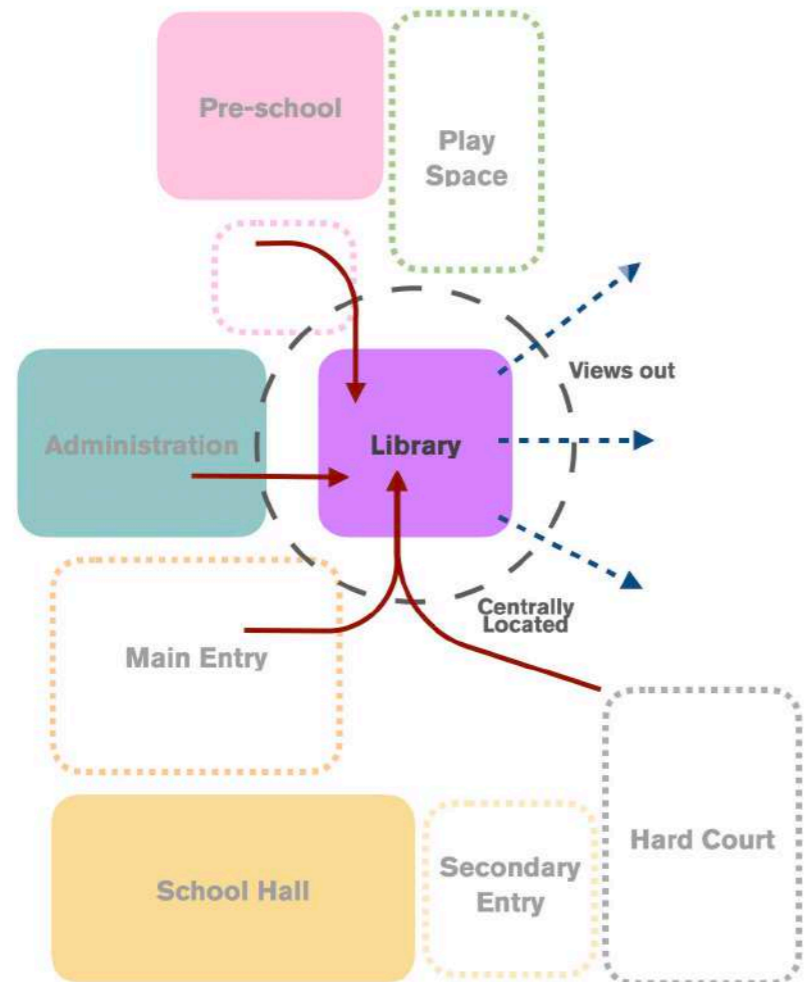 Pre-school
Play
Space
Views out
Administration
Library
Centrally
Located
Main Entry
Hard Court
School Hall
Secondary
Entry